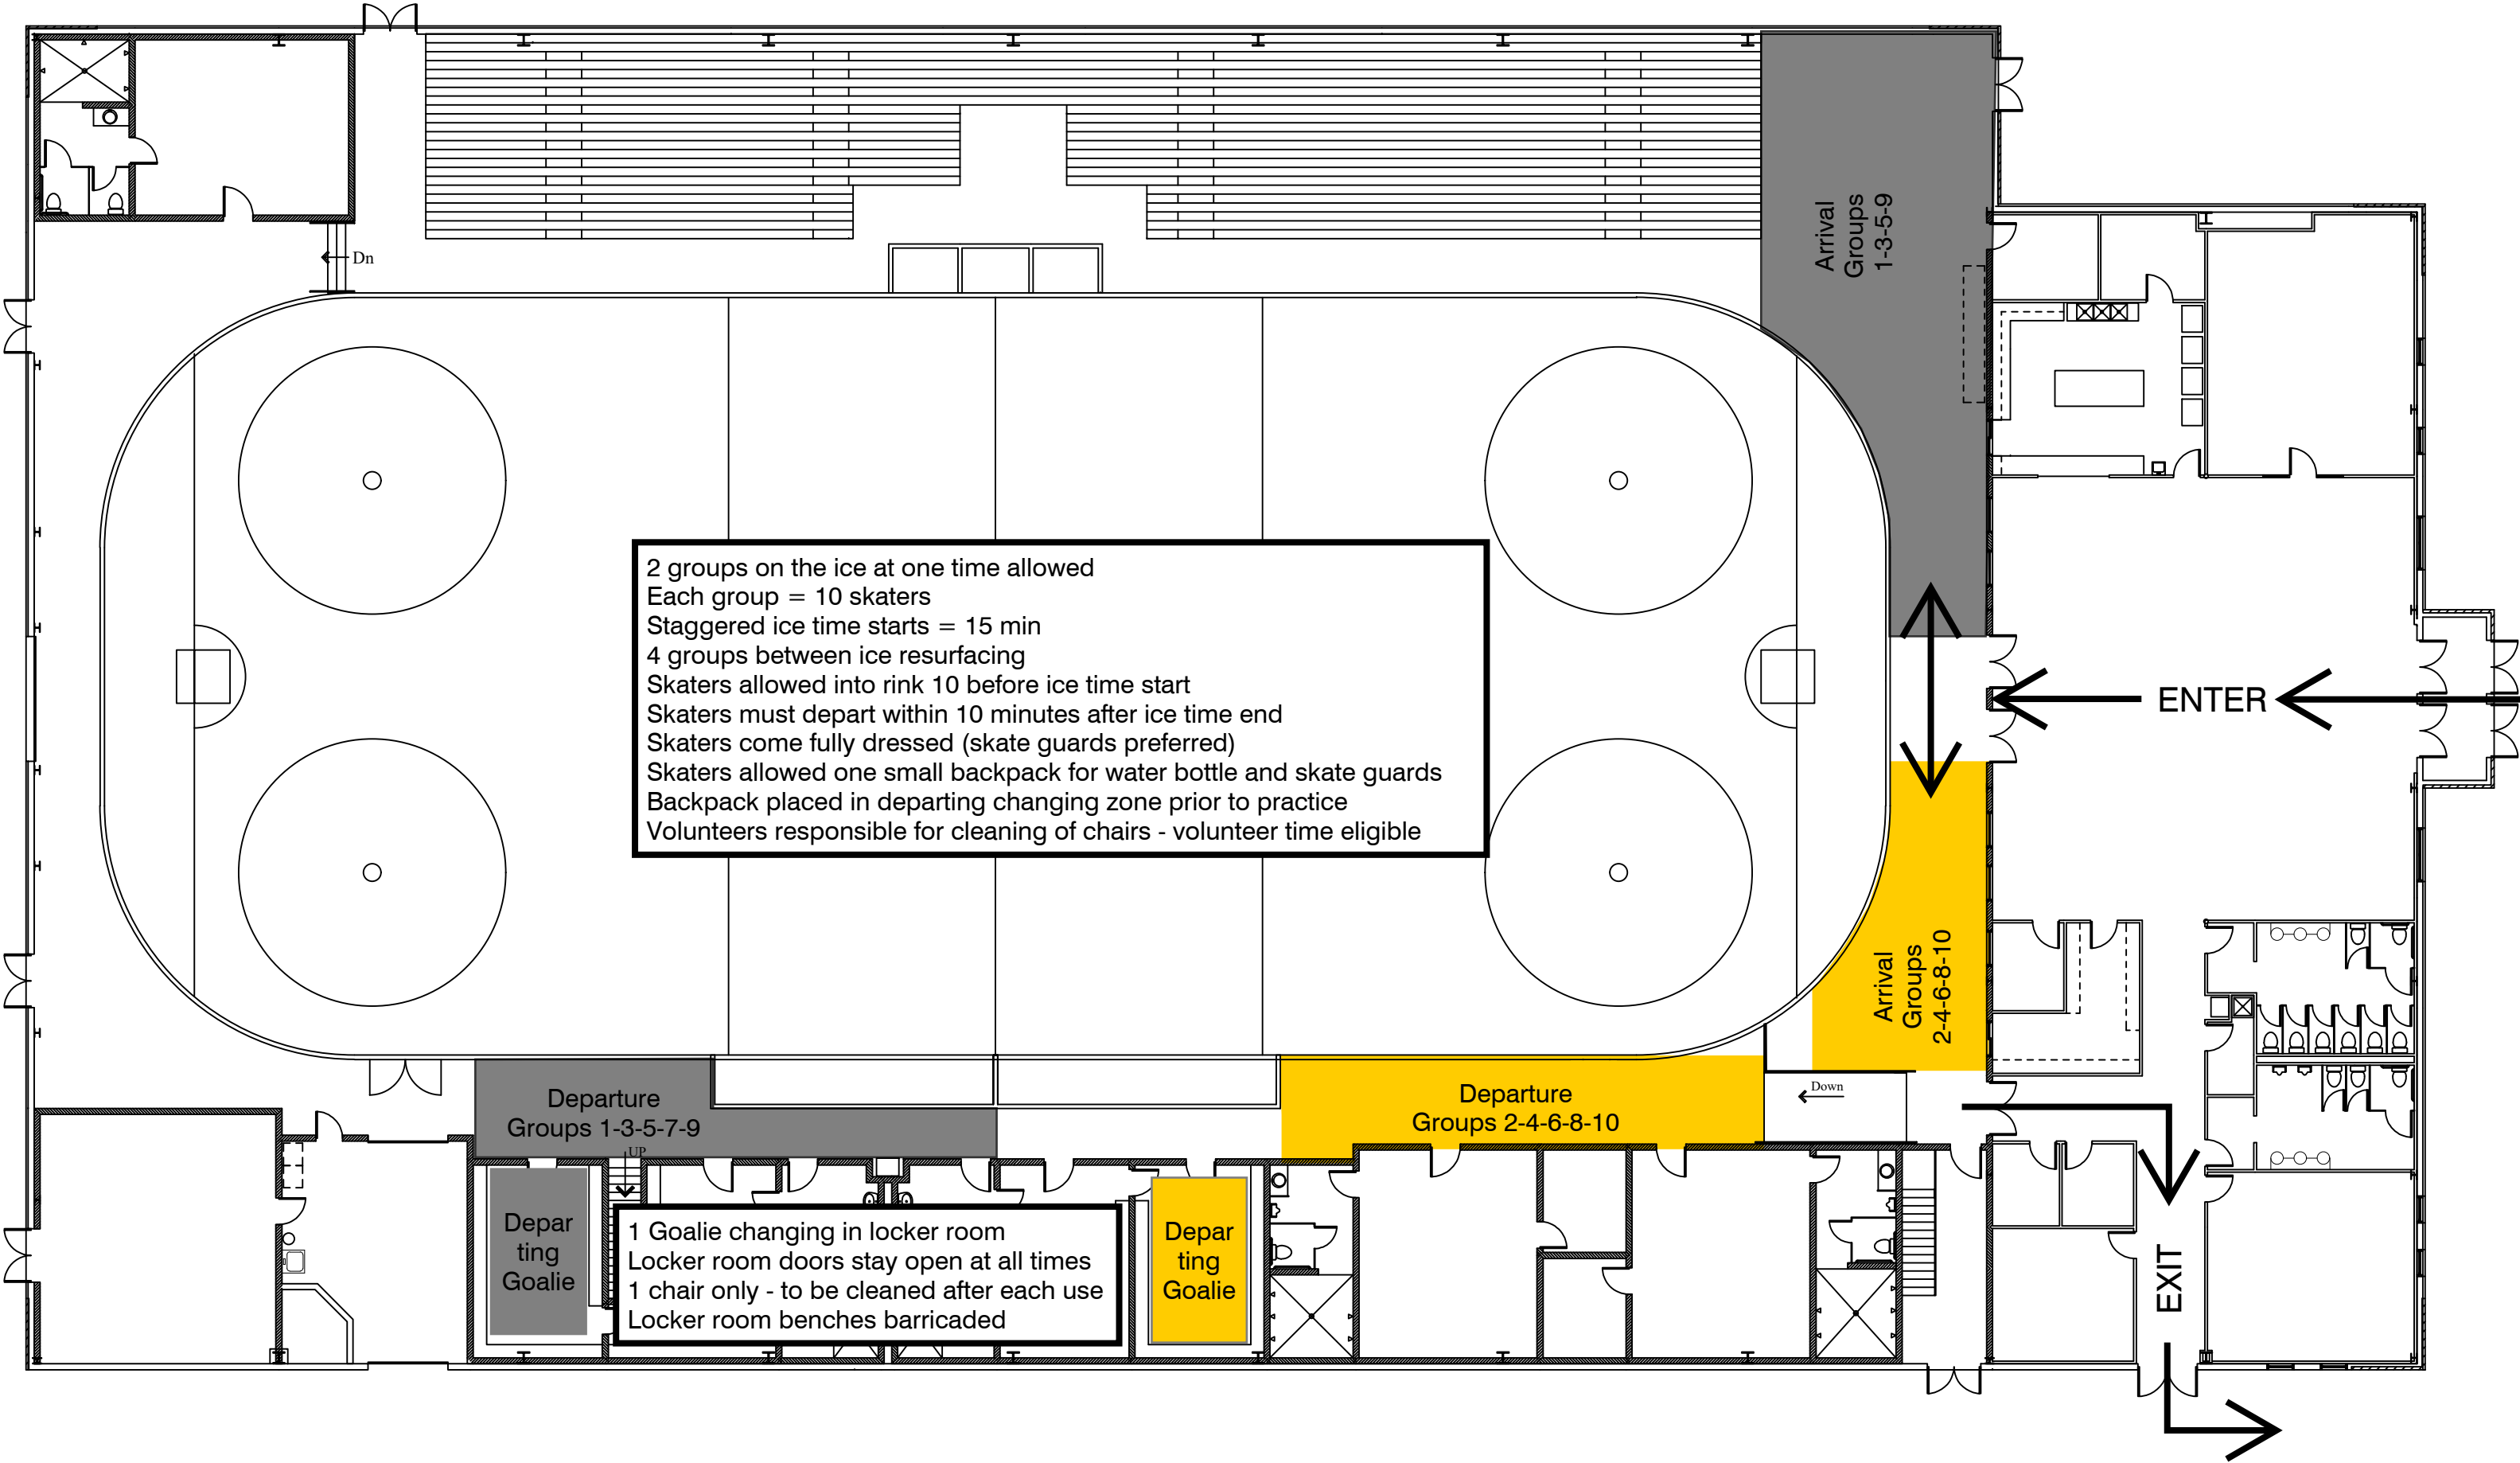 Arrival
Groups
1-3-5-9
Dn
2 groups on the ice at one time allowed
Each group = 10 skaters
Staggered ice time starts = 15 min
4 groups between ice resurfacing
Skaters allowed into rink 10 before ice time start
Skaters must depart within 10 minutes after ice time end
Skaters come fully dressed (skate guards preferred)
Skaters allowed one small backpack for water bottle and skate guards
Backpack placed in departing changing zone prior to practice
Volunteers responsible for cleaning of chairs - volunteer time eligible
ENTER
Arrival
Groups
2-4-6-8-10
Departure
Groups 1-3-5-7-9
Departure
Groups 2-4-6-8-10
Down
UP
Depar
ting
Goalie
1 Goalie changing in locker room
Locker room doors stay open at all times
1 chair only - to be cleaned after each use
Locker room benches barricaded
Depar
ting
Goalie
EXIT